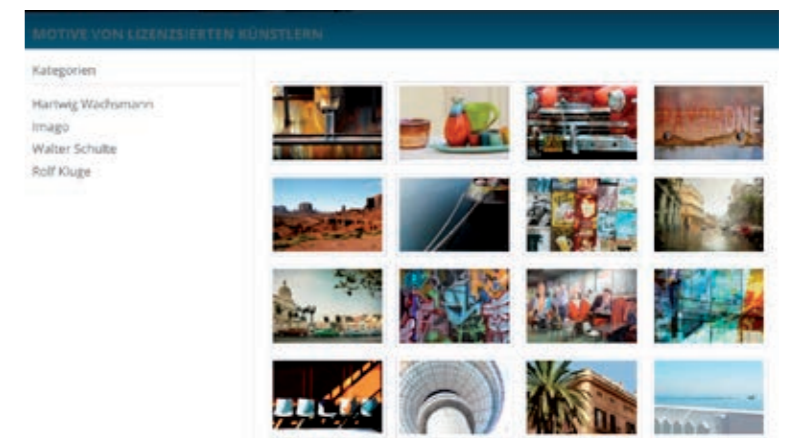 MOTIVE VON LIZENZSIERTEN KÜNSTLERN
Kategorien
Hartwig Wachsmann
Imago
Walter Schulte
Rolf Kluge